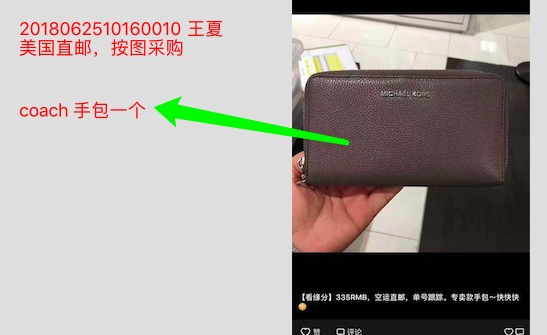 2018062510160010 王夏
美国直邮，按图采购
coach 手包一个
MICHAEL KORS
【看缘分】335RMB，空运直邮，单号跟踪。专卖款手包～快快快
赞 评论